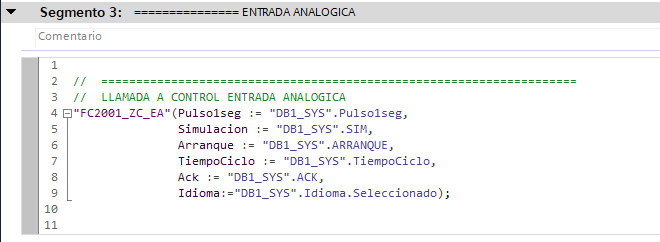 Segmento 3: =============== ENTRADA ANALOGICA
Comentario
1
2 // ====================================================================
3 // LLAMADA A CONTROL ENTRADA ANALOGICA
4 "FC2001_ZC_EA"(Pulso1seg := "DB1_SYS".Pulso1seg,
5 Simulacion := "DB1_SYS".SIM,
6 Arranque := "DB1_SYS".ARRANQUE,
7 TiempoCiclo := "DB1_SYS".TiempoCiclo,
8 Ack := "DB1_SYS".ACK,
9 Idioma:="DB1_SYS".Idioma.Seleccionado);
10
11